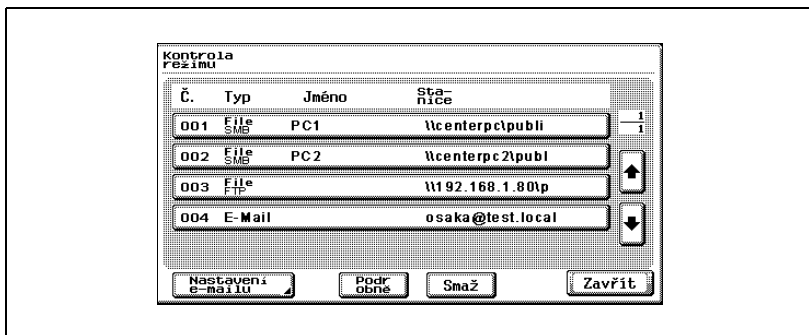 Kontrola
režimu
Č. Typ Jméno Sta-
nice
001 File
SMB PC1 \\centerpc\publi
1
1
002 File
SMB PC2 \\centerpc2\publ
003 File
FTP \\192.168.1.80\p
004 E-Mail osaka@test.local
Nastavení
e-mailu
Podr
obně
Smaž
Zavřít